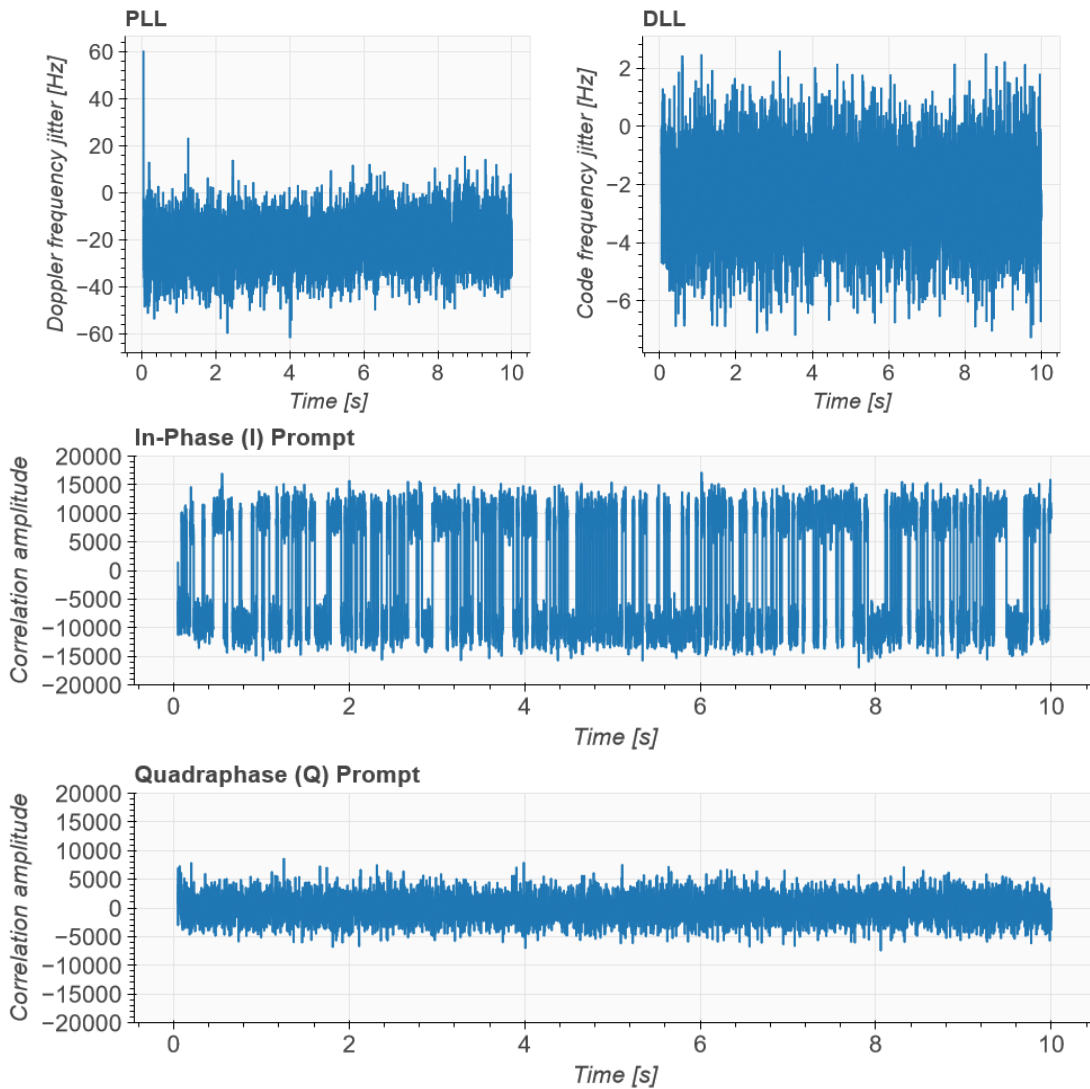 PLL
Doppler frequency jitter [Hz]
60
40
20
0
−20
−40
−60
0 2 4 6 8 10
Time [s]
DLL
Code frequency jitter [Hz]
2
0
−2
−4
−6
0 2 4 6 8 10
Time [s]
In-Phase (I) Prompt
Correlation amplitude
20000
15000
10000
5000
0
−5000
−10000
−15000
−20000
0 2 4 6 8 10
Time [s]
Quadraphase (Q) Prompt
Correlation amplitude
20000
15000
10000
5000
0
−5000
−10000
−15000
−20000
0 2 4 6 8 10
Time [s]